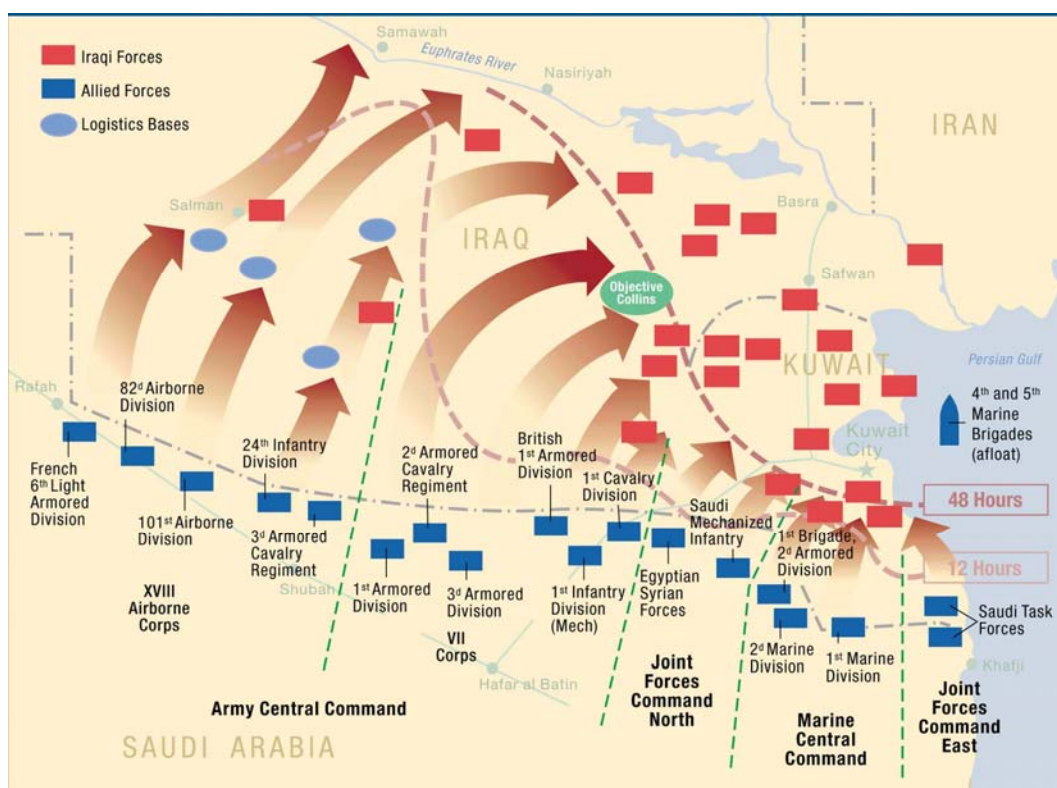 Samawah
Euphrates River
Nasiriyah
Iraqi Forces
Allied Forces
Logistics Bases
IRAN
Salman
IRAQ
Basra
Safwan
Objective
Collins
KUWAIT
Persian Gulf
Rafah
82d Airborne
Division
4th and 5th
Marine
Brigades
(afloat)
Kuwait
City
French
6th Light
Armored
Division
101st Airborne
Division
24th Infantry
Division
3d Armored
Cavalry
Regiment
2d Armored
Cavalry
Regiment
British
1st Armored
Division
1st Cavalry
Division
Saudi
Mechanized
Infantry
48 Hours
1st Brigade,
2d Armored
Division
12 Hours
Shubah
1st Armored
Division
3d Armored
Division
1st Infantry
Division
(Mech)
Egyptian
Syrian
Forces
Saudi Task
Forces
XVIII
Airborne
Corps
VII
Corps
2d Marine
Division
1st Marine
Division
Khafji
Hafar al Batin
Joint
Forces
Command
North
Army Central Command
Marine
Central
Command
Joint
Forces
Command
East
SAUDI ARABIA